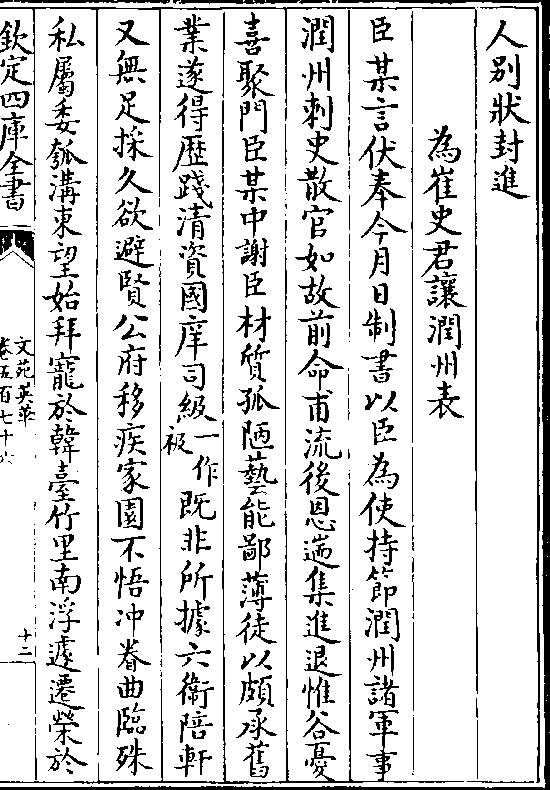 人别狀封進
為崔史君讓潤州表
臣某言伏奉今月日制書以臣為使持節潤州諸軍事
潤州刺史散官如故前命甫流後恩遄集進退惟谷憂
喜聚門臣某中謝臣材質孤陋藝能鄙薄徒以頗承舊
業遂得歷踐清資國庠司級一作被既非所據六衛陪軒
又無足採久欲避賢公府移疾家園不悟冲眷曲臨殊
私屬委瓠溝東望始拜寵於韓臺竹里南浮遽遷榮於
欽定四庫全書
文苑英華
卷五百七十六
十二